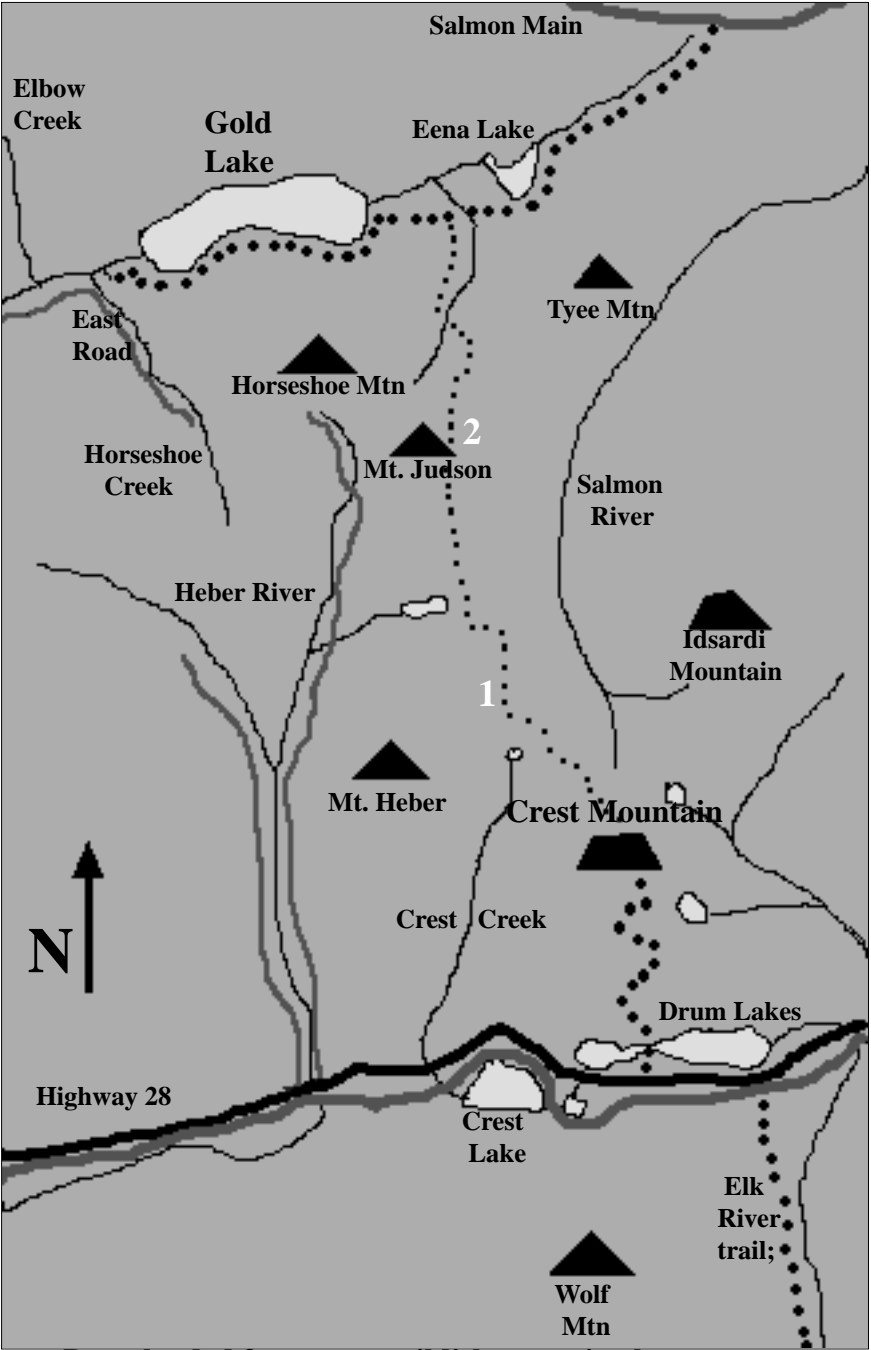 Salmon Main
Elbow
Creek
Gold
Lake
Eena Lake
Tyee Mtn
East
Road
Horseshoe Mtn
2
Mt. Judson
Horseshoe
Creek
Salmon
River
Heber River
Idsardi
Mountain
1
Mt. Heber
Crest Mountain
Crest Creek
N
Drum Lakes
Highway 28
Crest
Lake
Elk
River
trail;
Wolf
Mtn